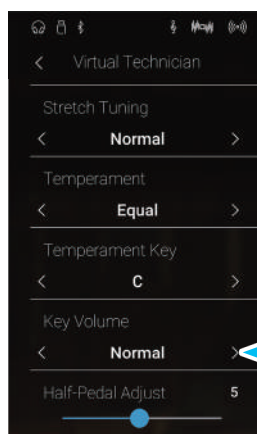 Virtual Technician
Stretch Tuning
Normal
Temperament
Equal
Temperament Key
C
Key Volume
Normal
Half-Pedal Adjust 5